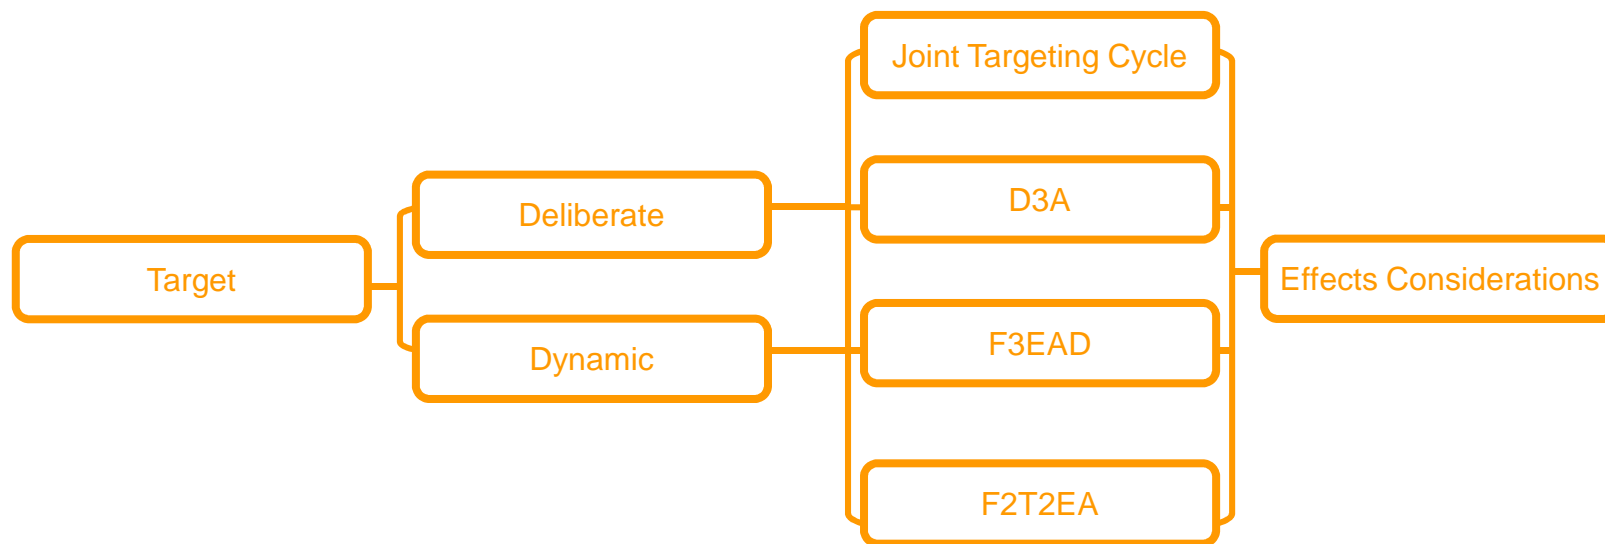 Target
Deliberate
Dynamic
Joint Targeting Cycle
D3A
F3EAD
F2T2EA
Effects Considerations